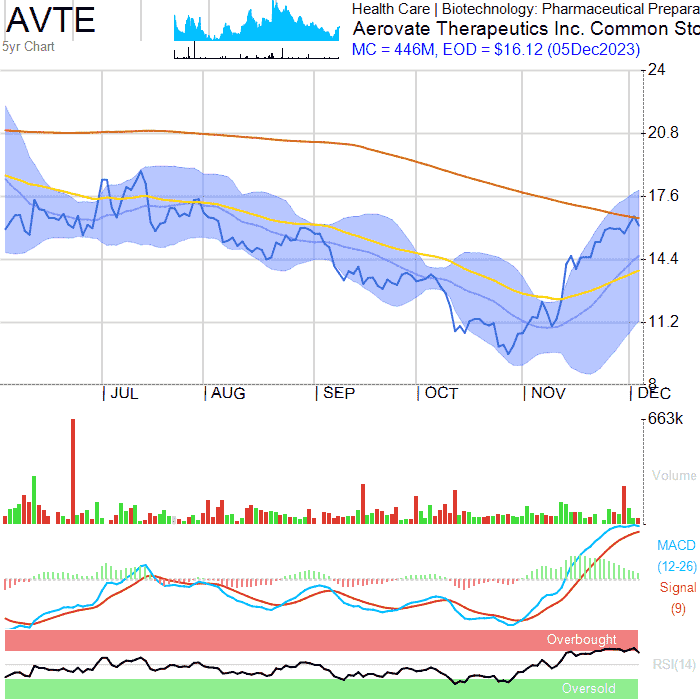 AVTE
5yr Chart
Health Care | Biotechnology: Pharmaceutical Prepara
Aerovate Therapeutics Inc. Common Sto
MC = 446M, EOD = $16.12 (05Dec2023)
24
20.8
17.6
14.4
11.2
8
JUL AUG SEP OCT NOV DEC
663k
Volume
MACD
(12-26)
Signal
(9)
Overbought
RSI(14)
Oversold